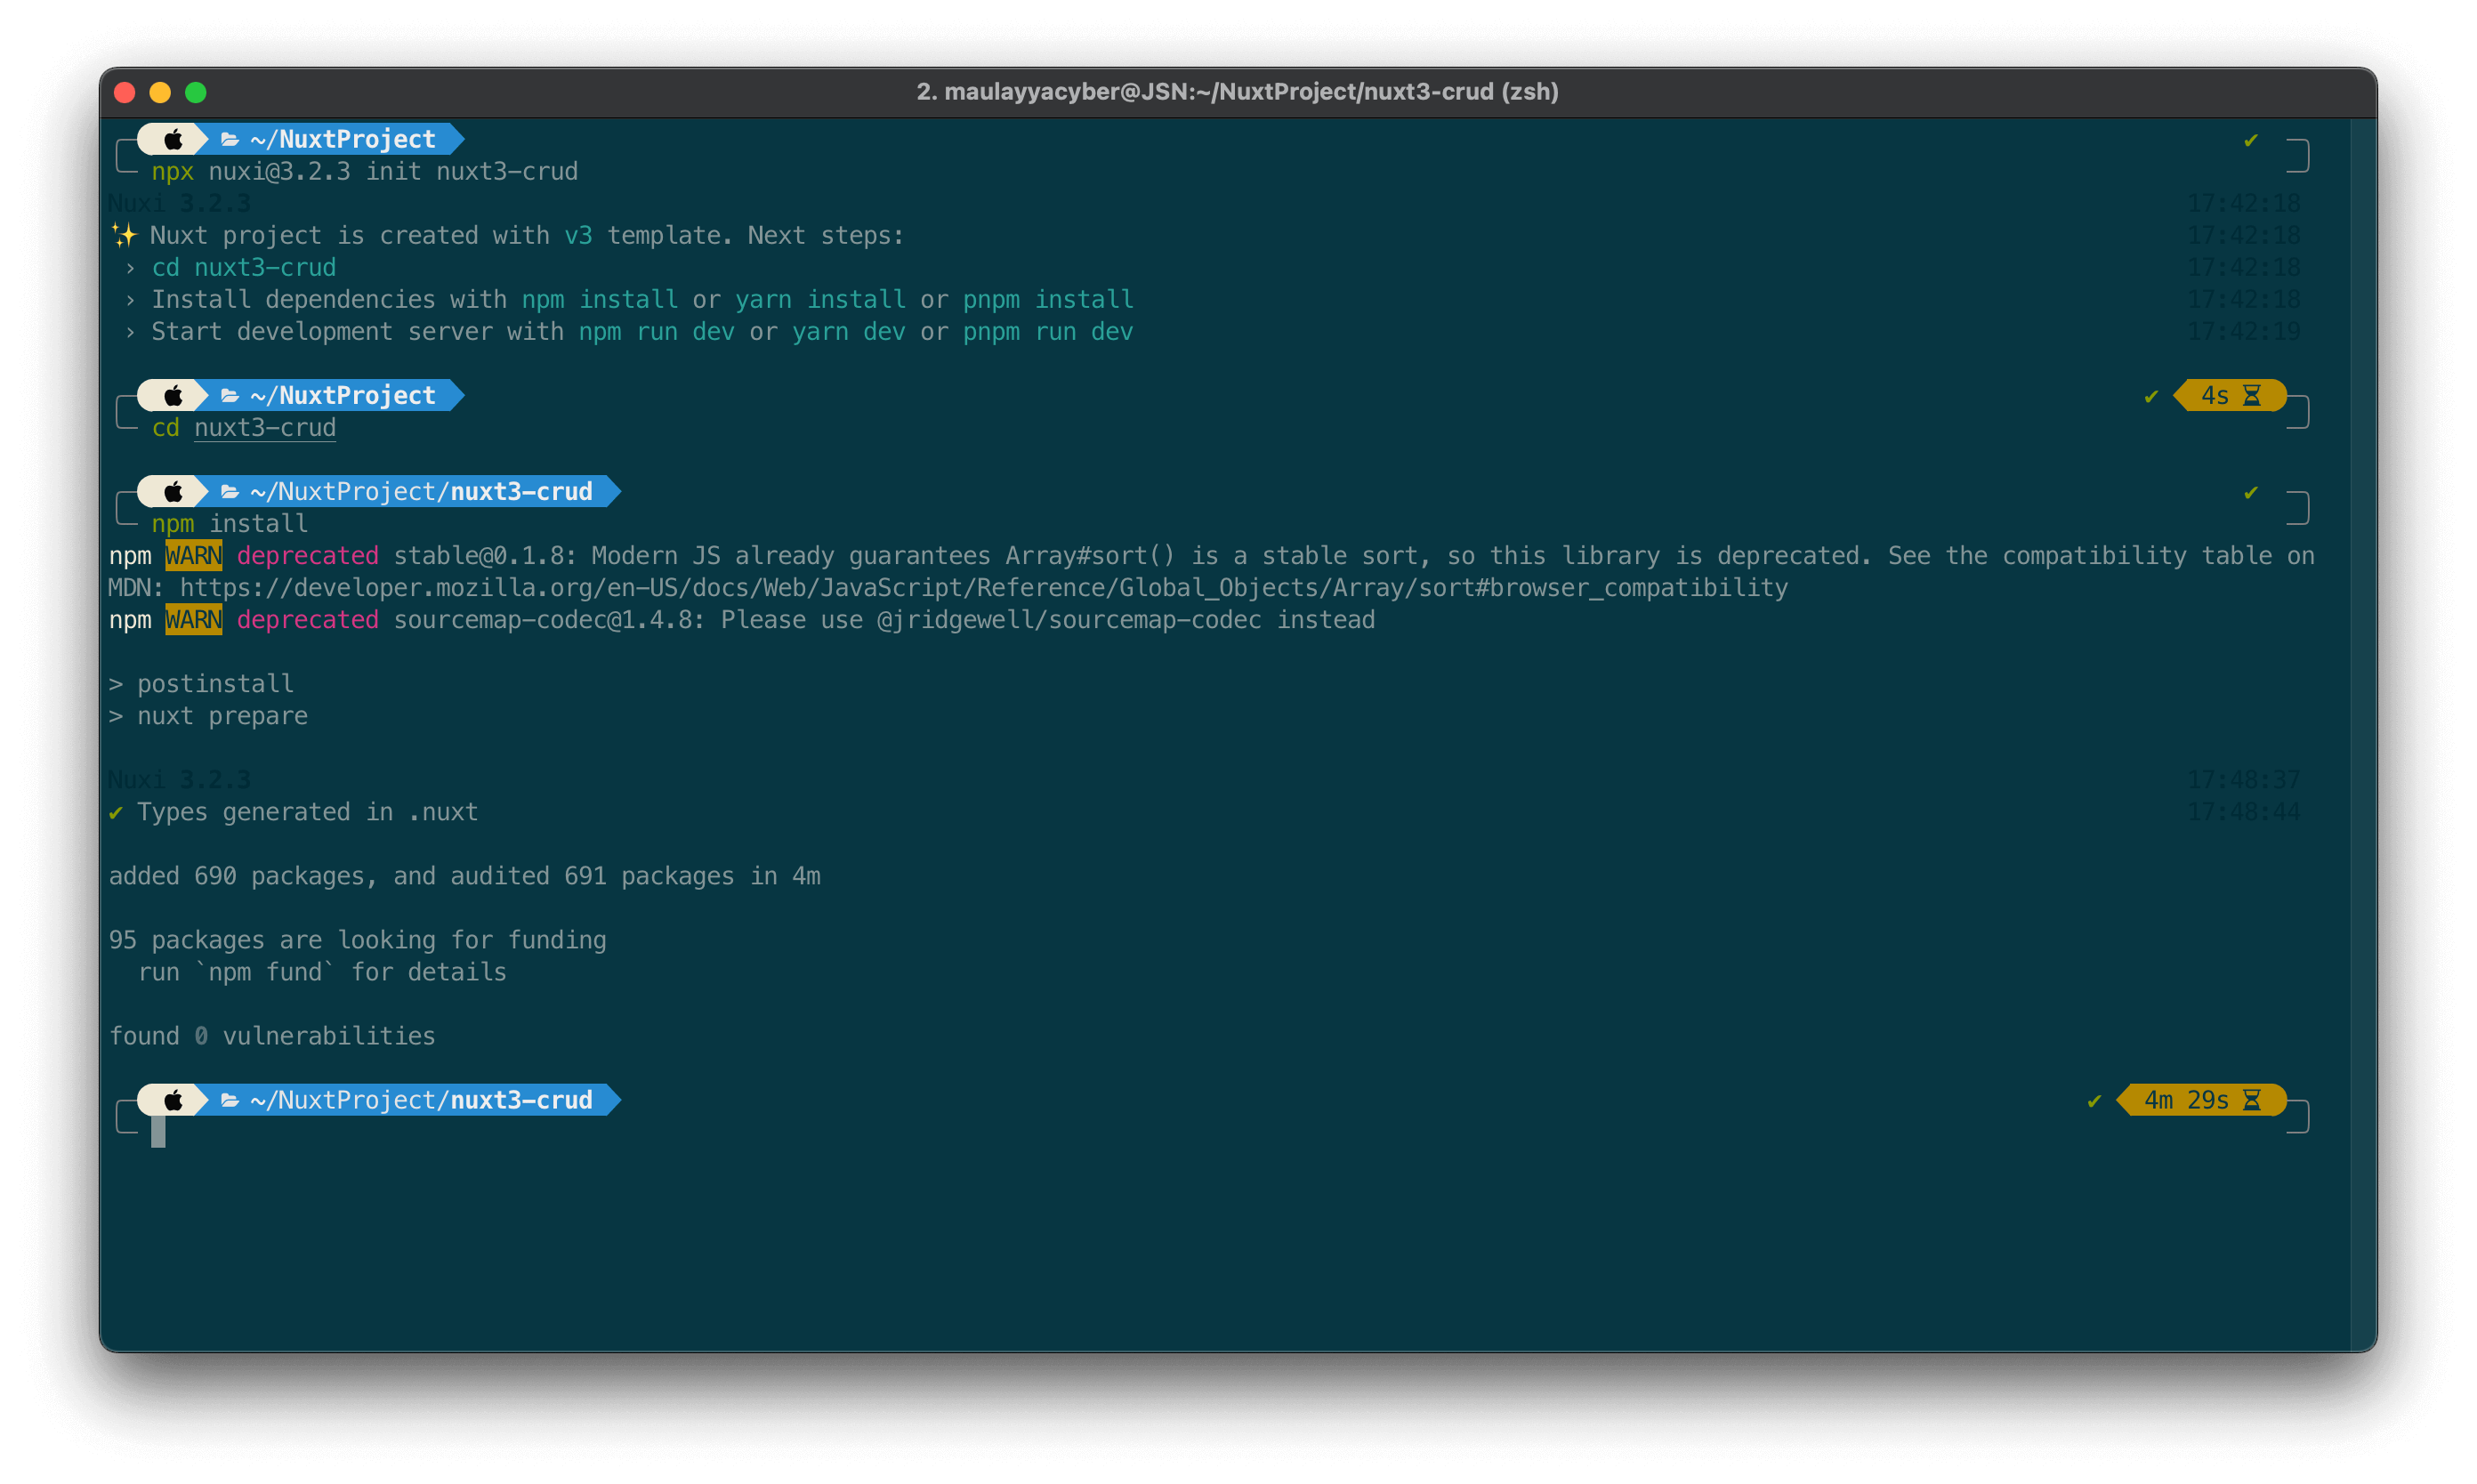 2. maulayyacyber@JSN:~/NuxtProject/nuxt3-crud (zsh)
~/NuxtProject ✔
npx nuxi@3.2.3 init nuxt3-crud
Nuxi 3.2.3 17:42:18
✨ Nuxt project is created with v3 template. Next steps: 17:42:18
› cd nuxt3-crud 17:42:18
› Install dependencies with npm install or yarn install or pnpm install 17:42:18
› Start development server with npm run dev or yarn dev or pnpm run dev 17:42:19
~/NuxtProject ✔ 4s
cd nuxt3-crud
~/NuxtProject/nuxt3-crud ✔
npm install
npm WARN deprecated stable@0.1.8: Modern JS already guarantees Array#sort() is a stable sort, so this library is deprecated. See the compatibility table on
MDN: https://developer.mozilla.org/en-US/docs/Web/JavaScript/Reference/Global_Objects/Array/sort#browser_compatibility
npm WARN deprecated sourcemap-codec@1.4.8: Please use @jridgewell/sourcemap-codec instead
> postinstall
> nuxt prepare
Nuxi 3.2.3 17:48:37
✔ Types generated in .nuxt 17:48:44
added 690 packages, and audited 691 packages in 4m
95 packages are looking for funding
run `npm fund` for details
found 0 vulnerabilities
~/NuxtProject/nuxt3-crud ✔ 4m 29s